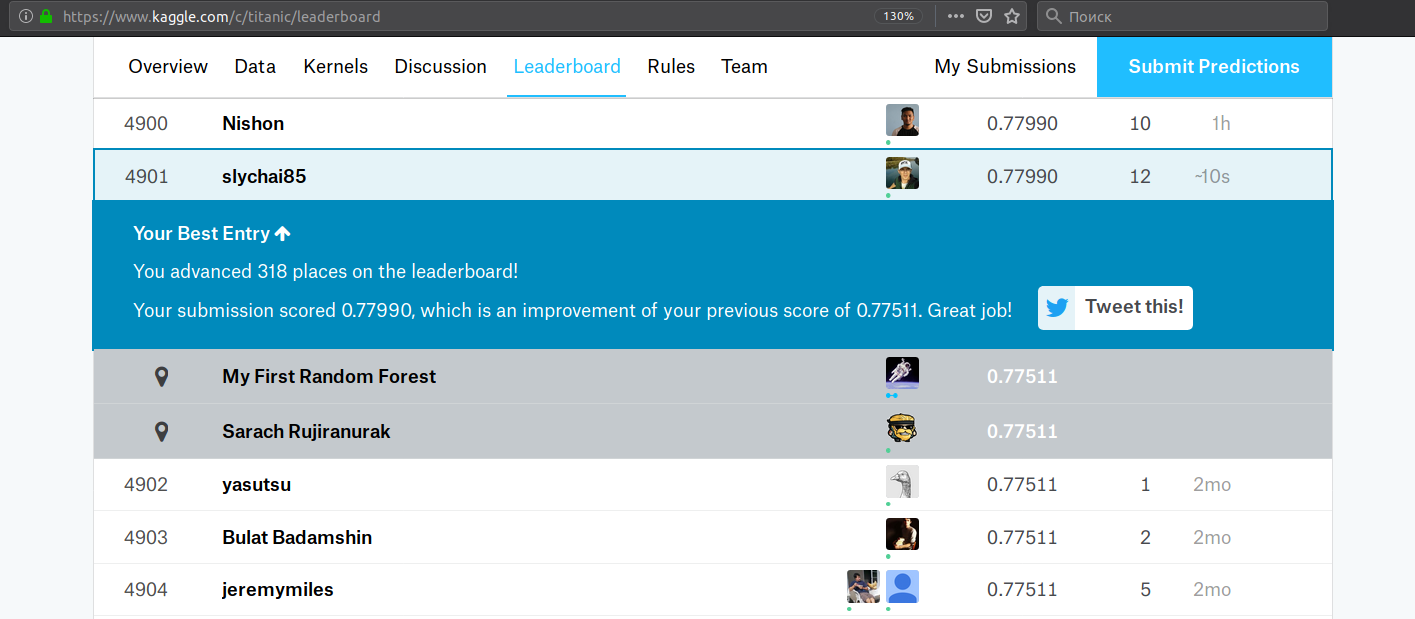 https://www.kaggle.com/c/titanic/leaderboard 130% Поиск
Overview Data Kernels Discussion Leaderboard Rules Team My Submissions Submit Predictions
4900 Nishon 0.77990 10 1h
4901 slychai85 0.77990 12 ~10s
Your Best Entry
You advanced 318 places on the leaderboard!
Your submission scored 0.77990, which is an improvement of your previous score of 0.77511. Great job! Tweet this!
My First Random Forest 0.77511
Sarach Rujiranurak 0.77511
4902 yasutsu 0.77511 1 2mo
4903 Bulat Badamshin 0.77511 2 2mo
4904 jeremymiles 0.77511 5 2mo